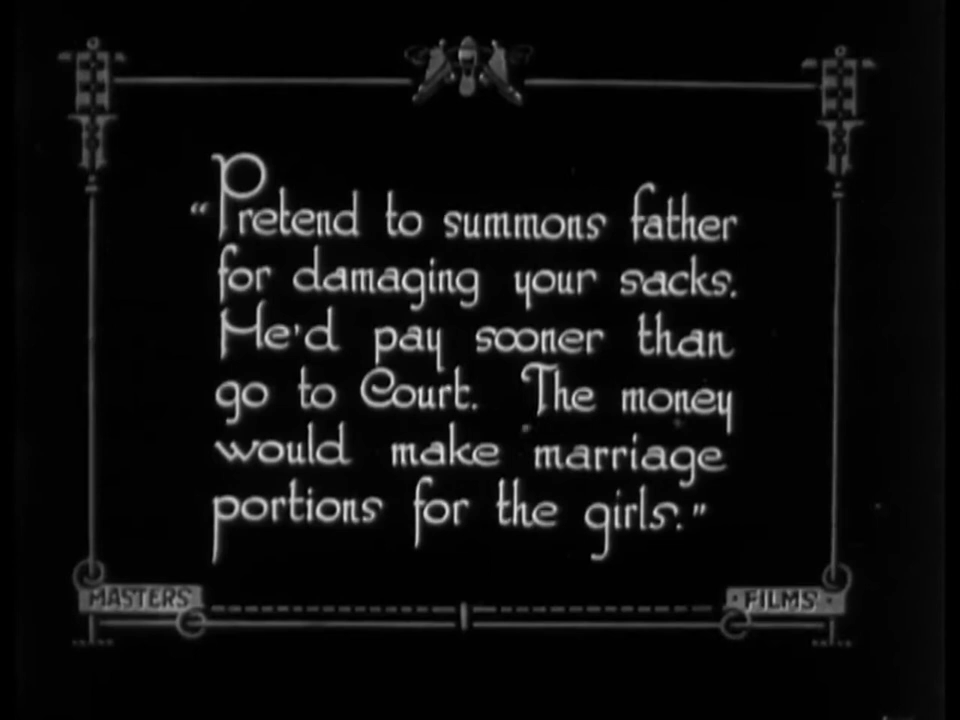 “Pretend to summons father
for damaging your sacks.
He'd pay sooner than
go to Court. The money
would make marriage
portions for the girls.”
MASTERS
· FILMS ·